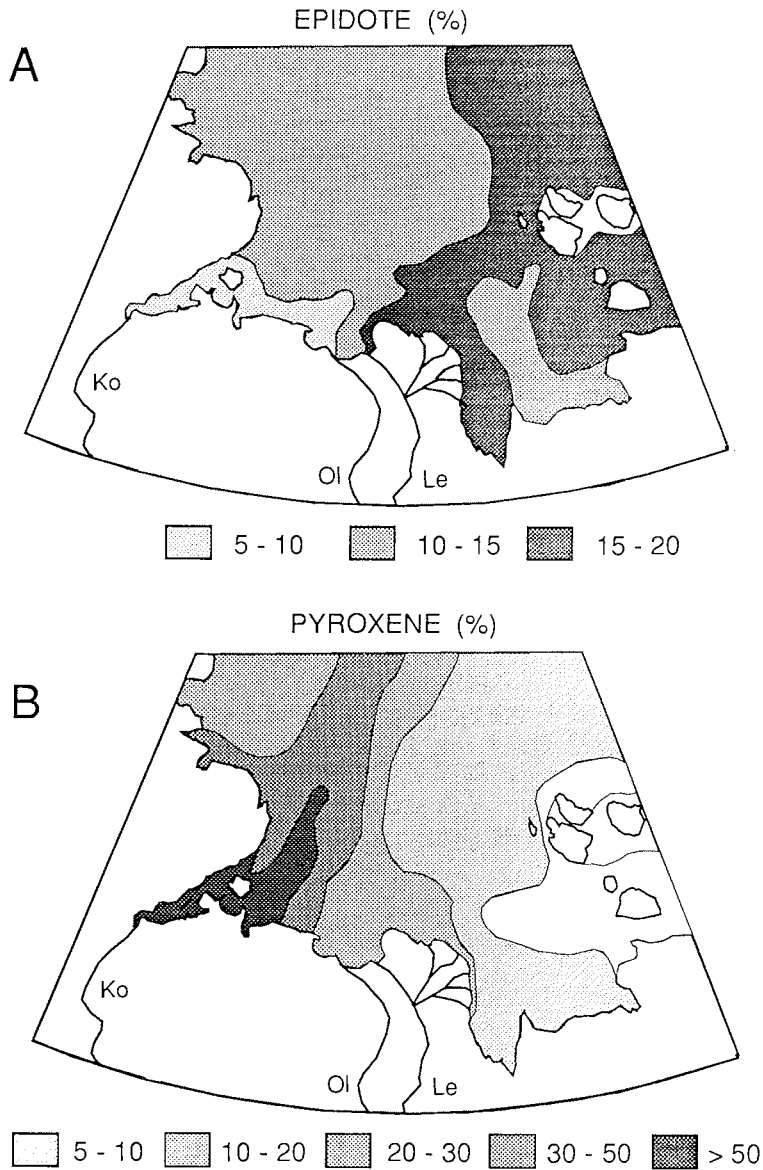 EPIDOTE (%)
A
Ko
Ol
Le
5 - 10
10 - 15
15 - 20
PYROXENE (%)
B
Ko
Ol
Le
5 - 10
10 - 20
20 - 30
30 - 50
> 50